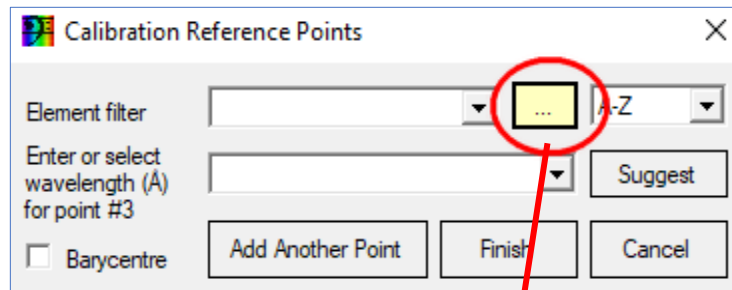 Calibration Reference Points
Element filter
...
A-Z
Enter or select
wavelength (Å)
for point #3
Suggest
Barycentre
Add Another Point
Finish
Cancel